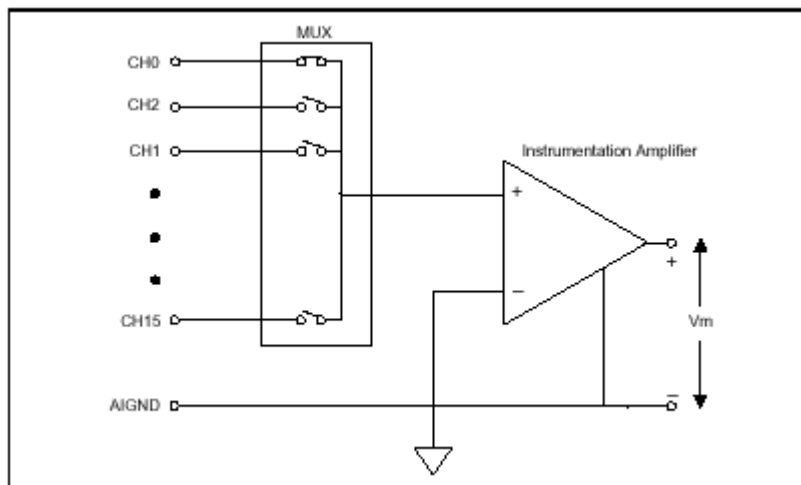 MUX
CH0
CH2
CH1
Instrumentation Amplifier
+
−
+
CH15
Vm
AIGND
−